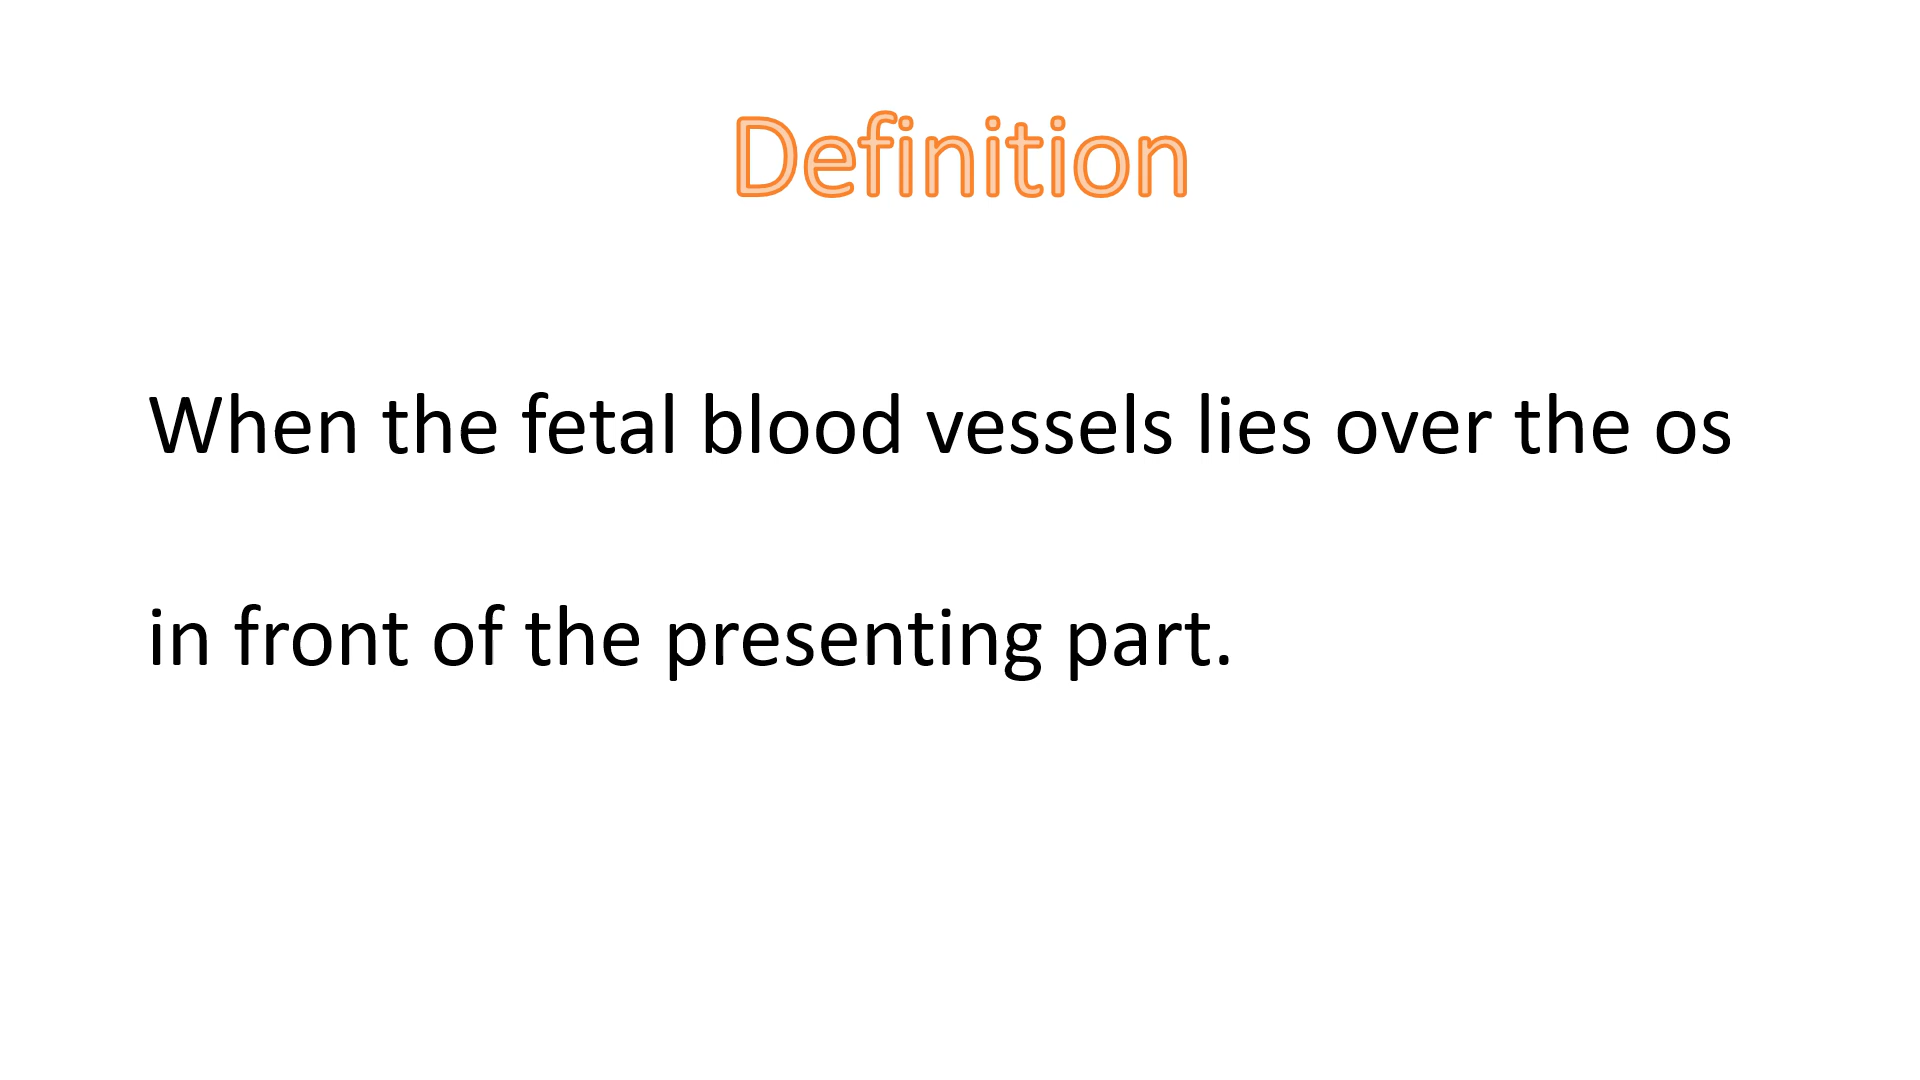 Definition
When the fetal blood vessels lies over the os
in front of the presenting part.